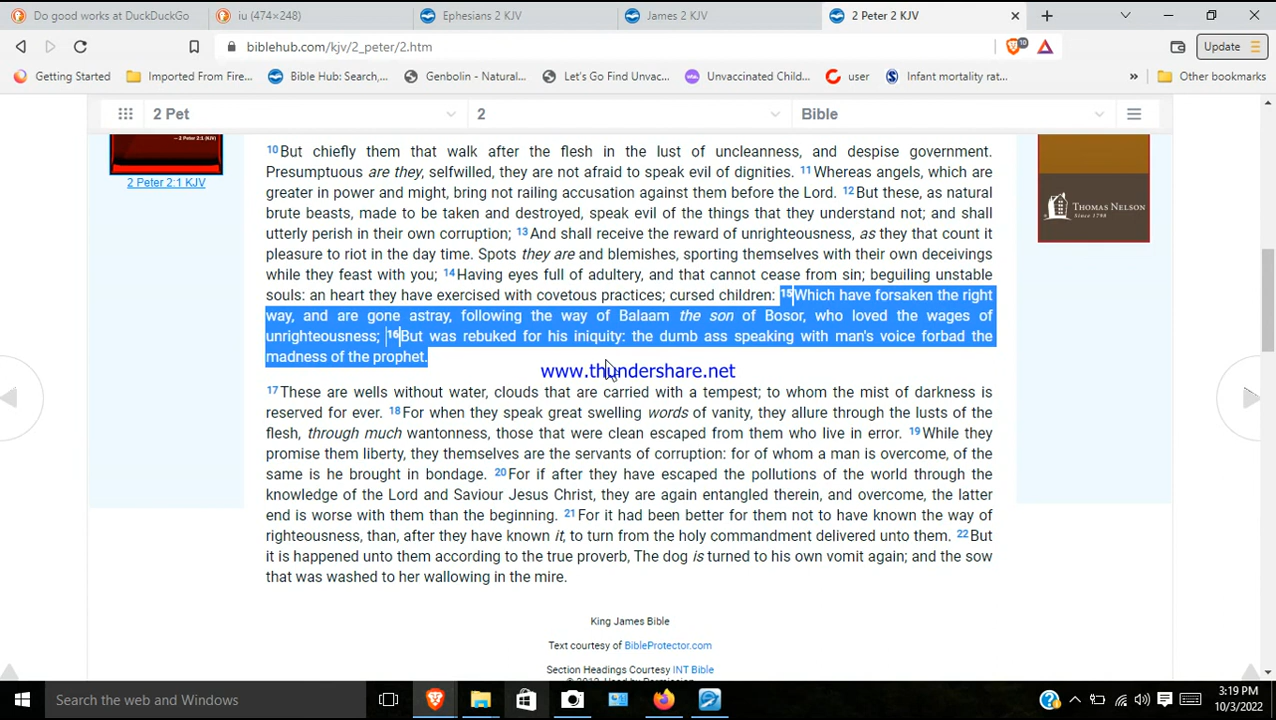 Do good works at DuckDuckGo
iu (474×248)
Ephesians 2 KJV
James 2 KJV
2 Peter 2 KJV
biblehub.com/kjv/2_peter/2.htm
10
Update
Getting Started
Imported From Fire...
Bible Hub: Search,...
Genbolin - Natural...
Let's Go Find Unvac...
Unvaccinated Child...
user
Infant mortality rat...
»
Other bookmarks
2 Pet
2
Bible
—2 Peter 2:1 (KJV)
2 Peter 2:1 KJV
THOMAS NELSON
Since 1798
10But chiefly them that walk after the flesh in the lust of uncleanness, and despise government.
Presumptuous are they, selfwilled, they are not afraid to speak evil of dignities. 11Whereas angels, which are
greater in power and might, bring not railing accusation against them before the Lord. 12But these, as natural
brute beasts, made to be taken and destroyed, speak evil of the things that they understand not; and shall
utterly perish in their own corruption; 13And shall receive the reward of unrighteousness, as they that count it
pleasure to riot in the day time. Spots they are and blemishes, sporting themselves with their own deceivings
while they feast with you; 14Having eyes full of adultery, and that cannot cease from sin; beguiling unstable
souls: an heart they have exercised with covetous practices; cursed children: 15Which have forsaken the right
way, and are gone astray, following the way of Balaam the son of Bosor, who loved the wages of
unrighteousness; 16But was rebuked for his iniquity: the dumb ass speaking with man's voice forbad the
madness of the prophet.
www.thundershare.net
17These are wells without water, clouds that are carried with a tempest; to whom the mist of darkness is
reserved for ever. 18For when they speak great swelling words of vanity, they allure through the lusts of the
flesh, through much wantonness, those that were clean escaped from them who live in error. 19While they
promise them liberty, they themselves are the servants of corruption: for of whom a man is overcome, of the
same is he brought in bondage. 20For if after they have escaped the pollutions of the world through the
knowledge of the Lord and Saviour Jesus Christ, they are again entangled therein, and overcome, the latter
end is worse with them than the beginning. 21For it had been better for them not to have known the way of
righteousness, than, after they have known it, to turn from the holy commandment delivered unto them. 22But
it is happened unto them according to the true proverb, The dog is turned to his own vomit again; and the sow
that was washed to her wallowing in the mire.
King James Bible
Text courtesy of BibleProtector.com
Section Headings Courtesy INT Bible
Search the web and Windows
3:19 PM
10/3/2022